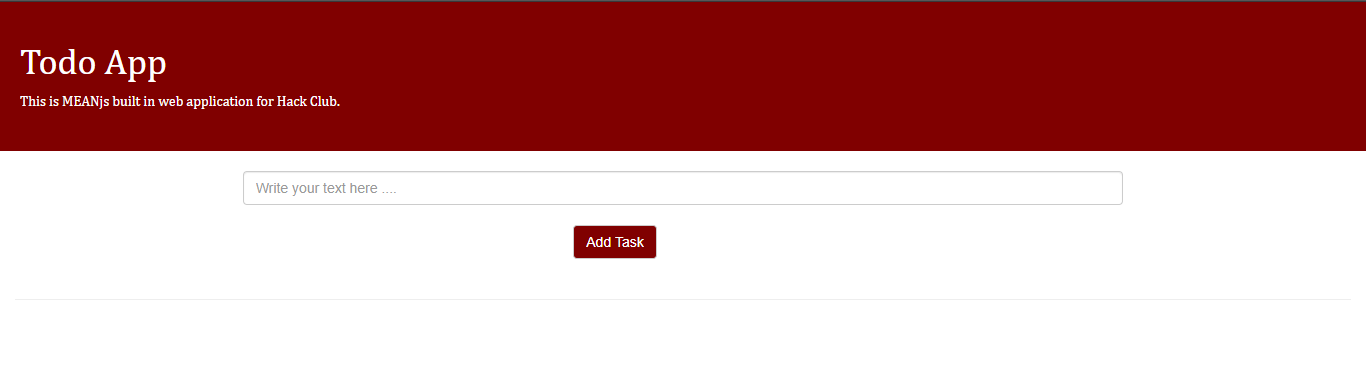 Todo App
This is MEANjs built in web application for Hack Club.
Write your text here ....
Add Task